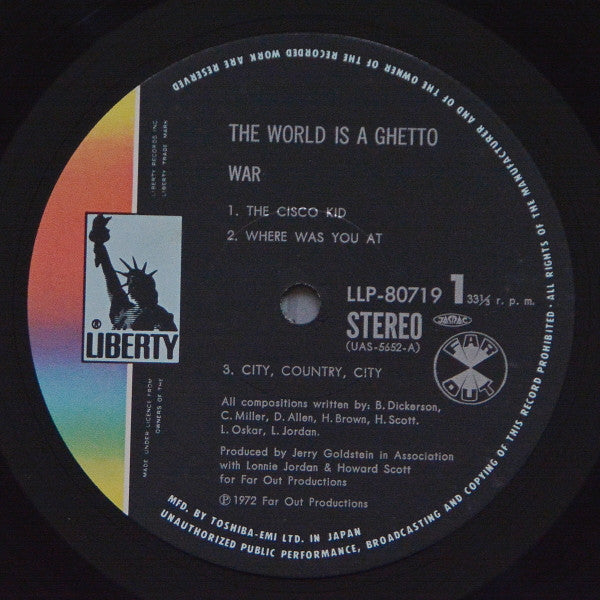 ALL RIGHTS OF THE MANUFACTURER AND OF THE OWNER OF THE RECORDED WORK ARE RESERVED
LIBERTY RECORDS INC.
LIBERTY TRADE MARK
THE WORLD IS A GHETTO
WAR
1. THE CISCO KID
2. WHERE WAS YOU AT
LLP-80719 1 33⅓ r. p. m.
STEREO
(UAS-5652-A)
JASRAC
FAR OUT
® LIBERTY
3. CITY, COUNTRY, CITY
MADE UNDER LICENCE FROM
OWNERS OF THE
All compositions written by: B. Dickerson,
C. Miller, D. Allen, H. Brown, H. Scott.
L. Oskar, L. Jordan.
Produced by Jerry Goldstein in Association
with Lonnie Jordan & Howard Scott
for Far Out Productions
℗ 1972 Far Out Productions
MFD. BY TOSHIBA-EMI LTD. IN JAPAN
UNAUTHORIZED PUBLIC PERFORMANCE, BROADCASTING AND COPYING OF THIS RECORD PROHIBITED.